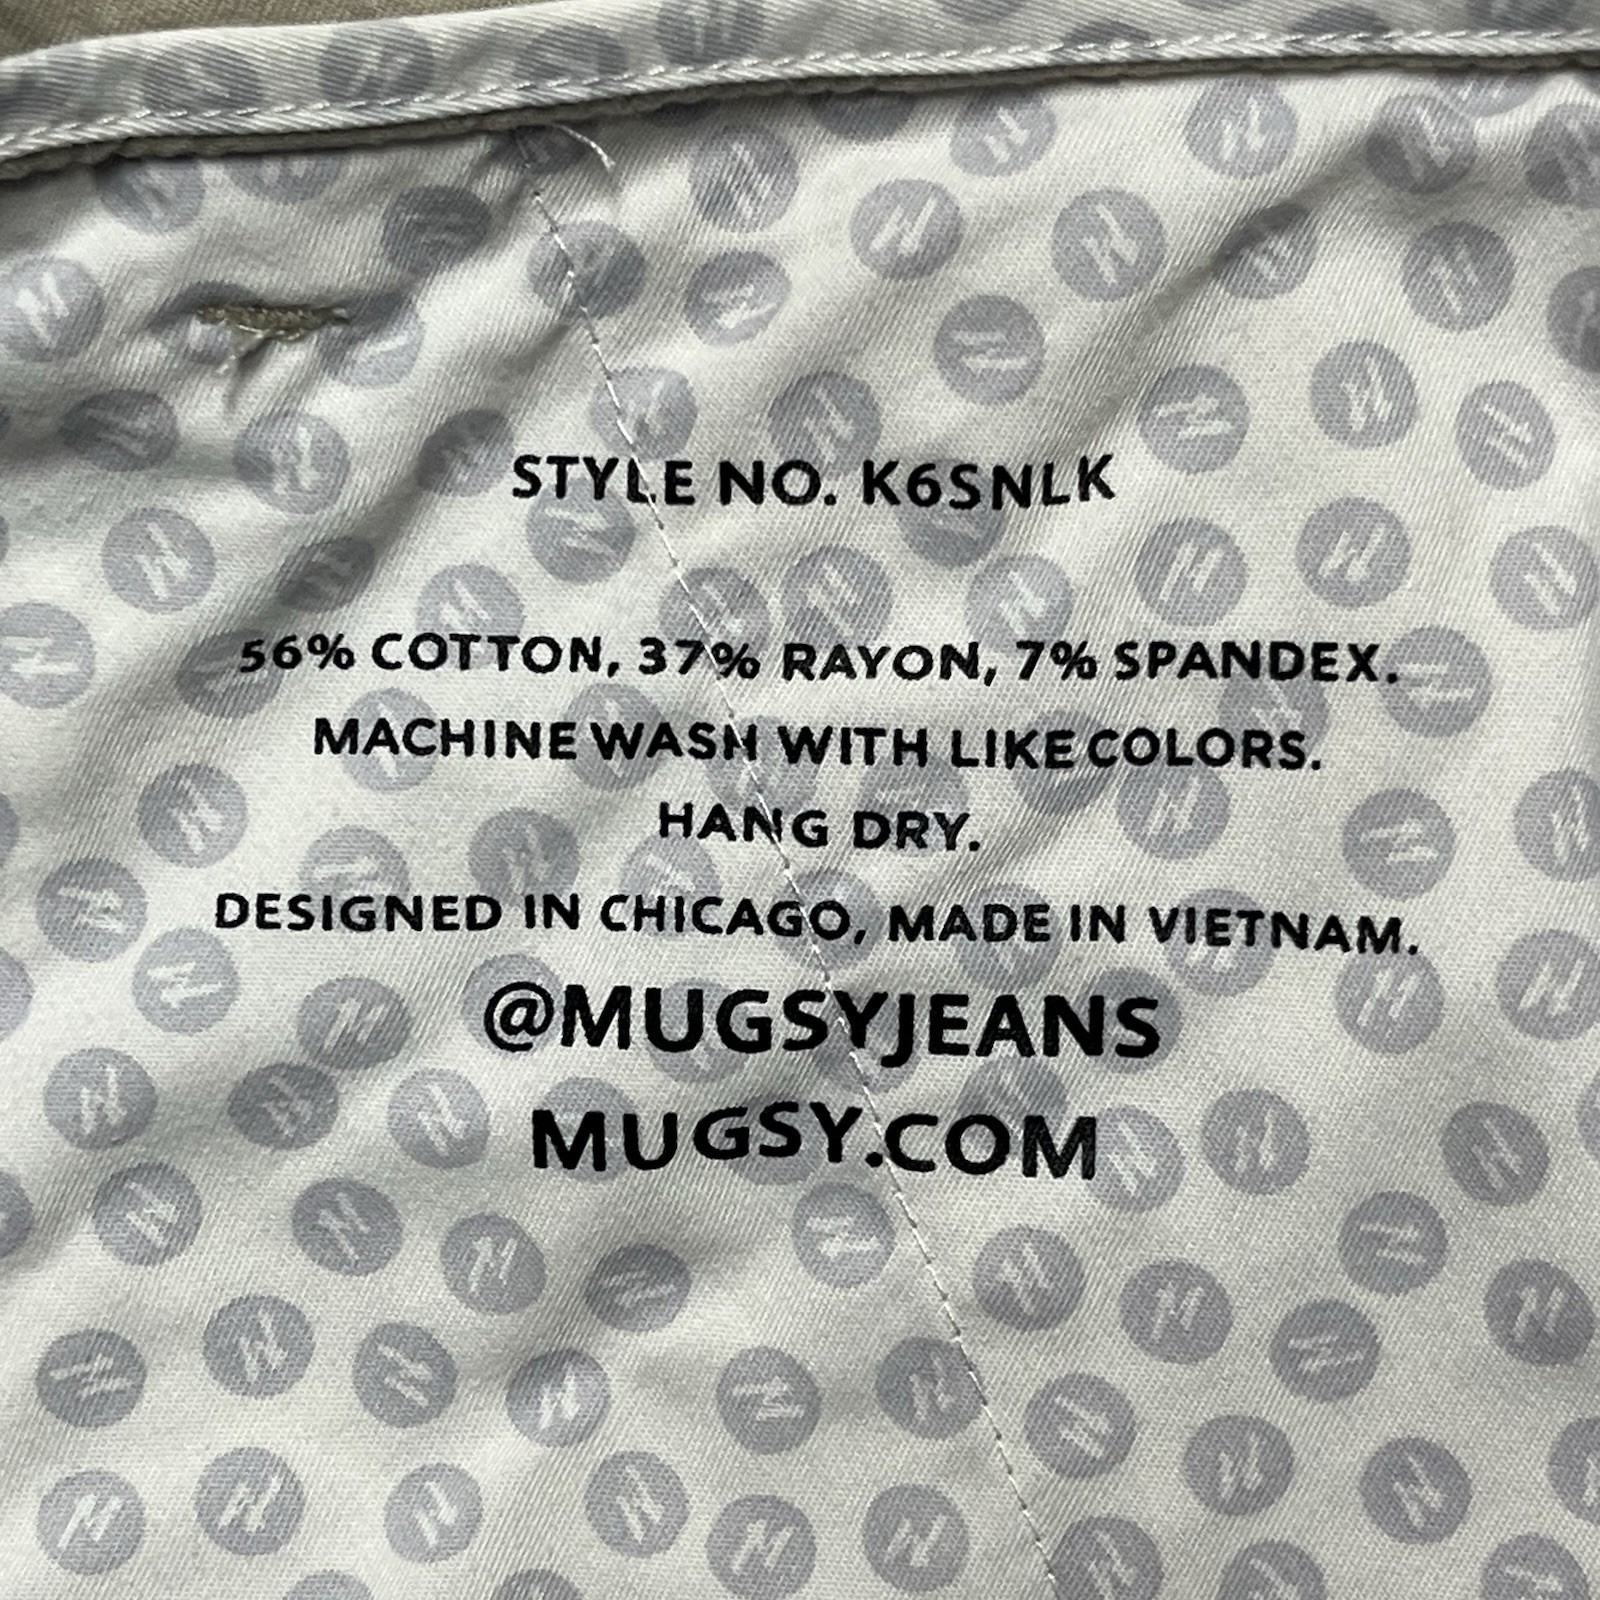 STYLE NO. K6SNLK
56% COTTON, 37% RAYON, 7% SPANDEX.
MACHINE WASH WITH LIKE COLORS.
HANG DRY.
DESIGNED IN CHICAGO, MADE IN VIETNAM.
@MUGSYJEANS
MUGSY.COM